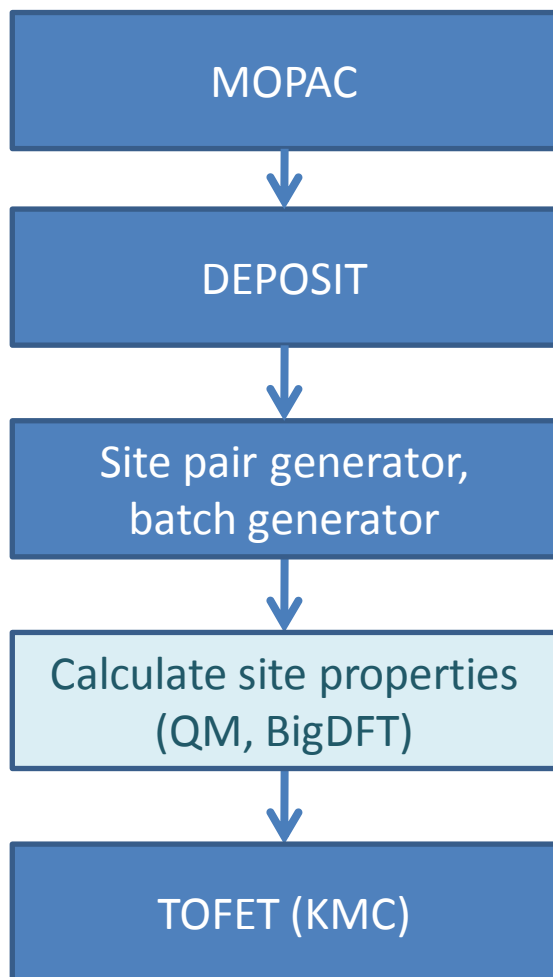 MOPAC
DEPOSIT
Site pair generator,
batch generator
Calculate site properties
(QM, BigDFT)
TOFET (KMC)